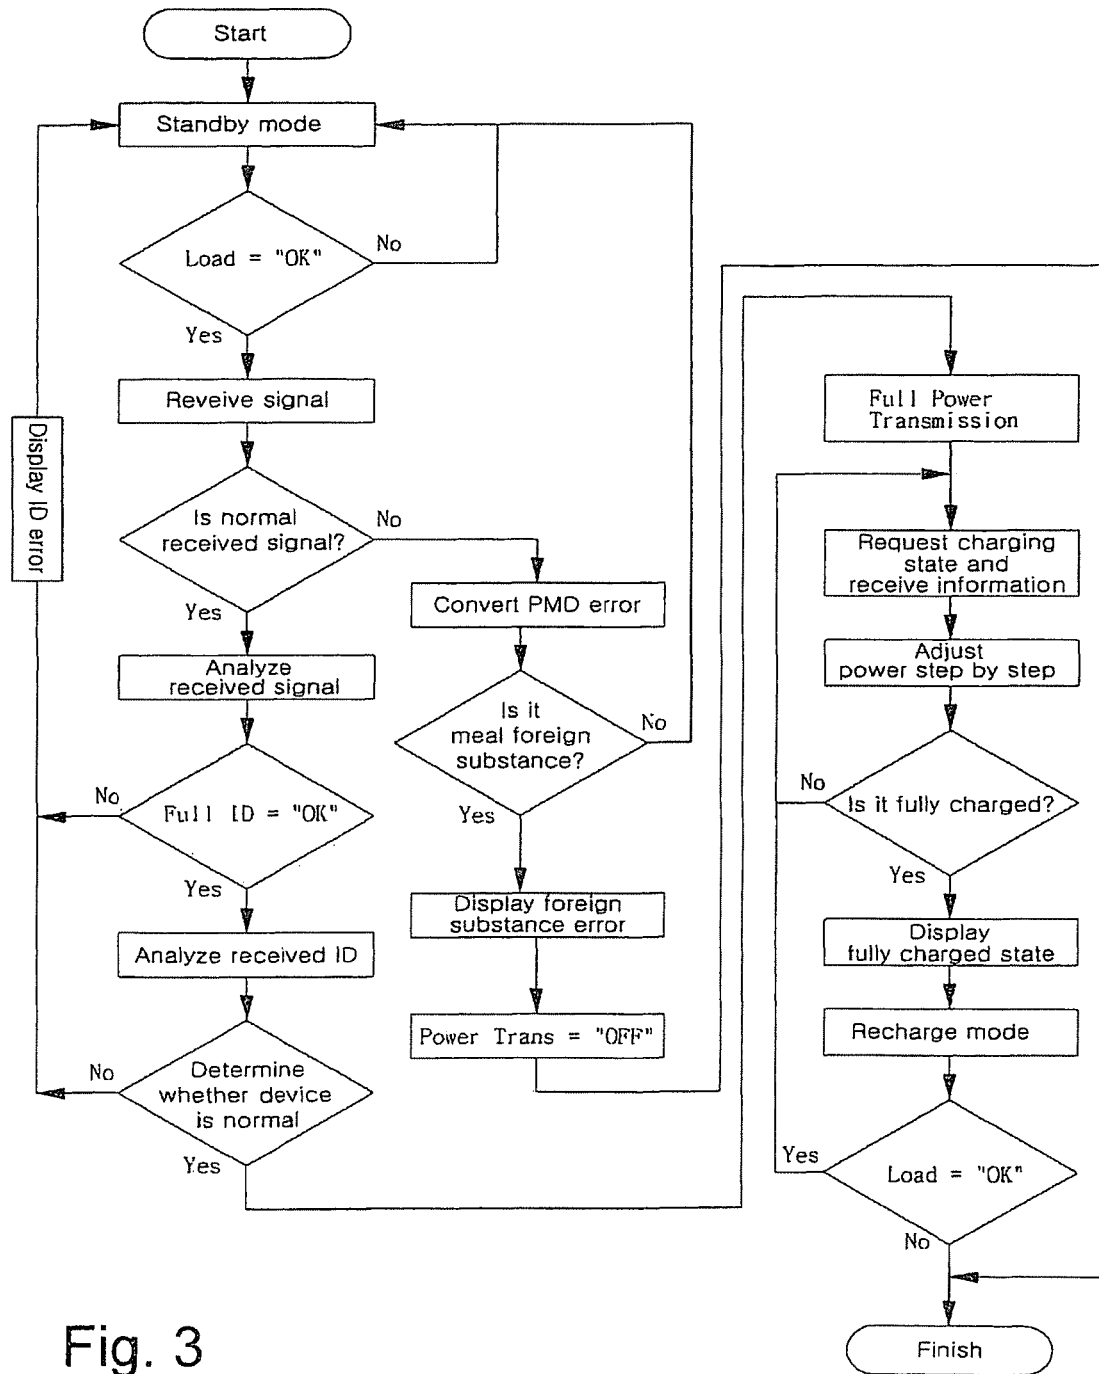 Start
Standby mode
Load = "OK"
No
Yes
Reveive signal
Display ID error
Is normal
received signal?
No
Yes
Analyze
received signal
Full ID = "OK"
No
Yes
Analyze received ID
Determine
whether device
is normal
No
Yes
Convert PMD error
Is it
meal foreign
substance?
No
Yes
Display foreign
substance error
Power Trans = "OFF"
Full Power
Transmission
Request charging
state and
receive information
Adjust
power step by step
Is it fully charged?
No
Yes
Display
fully charged state
Recharge mode
Load = "OK"
Yes
No
Finish
Fig. 3